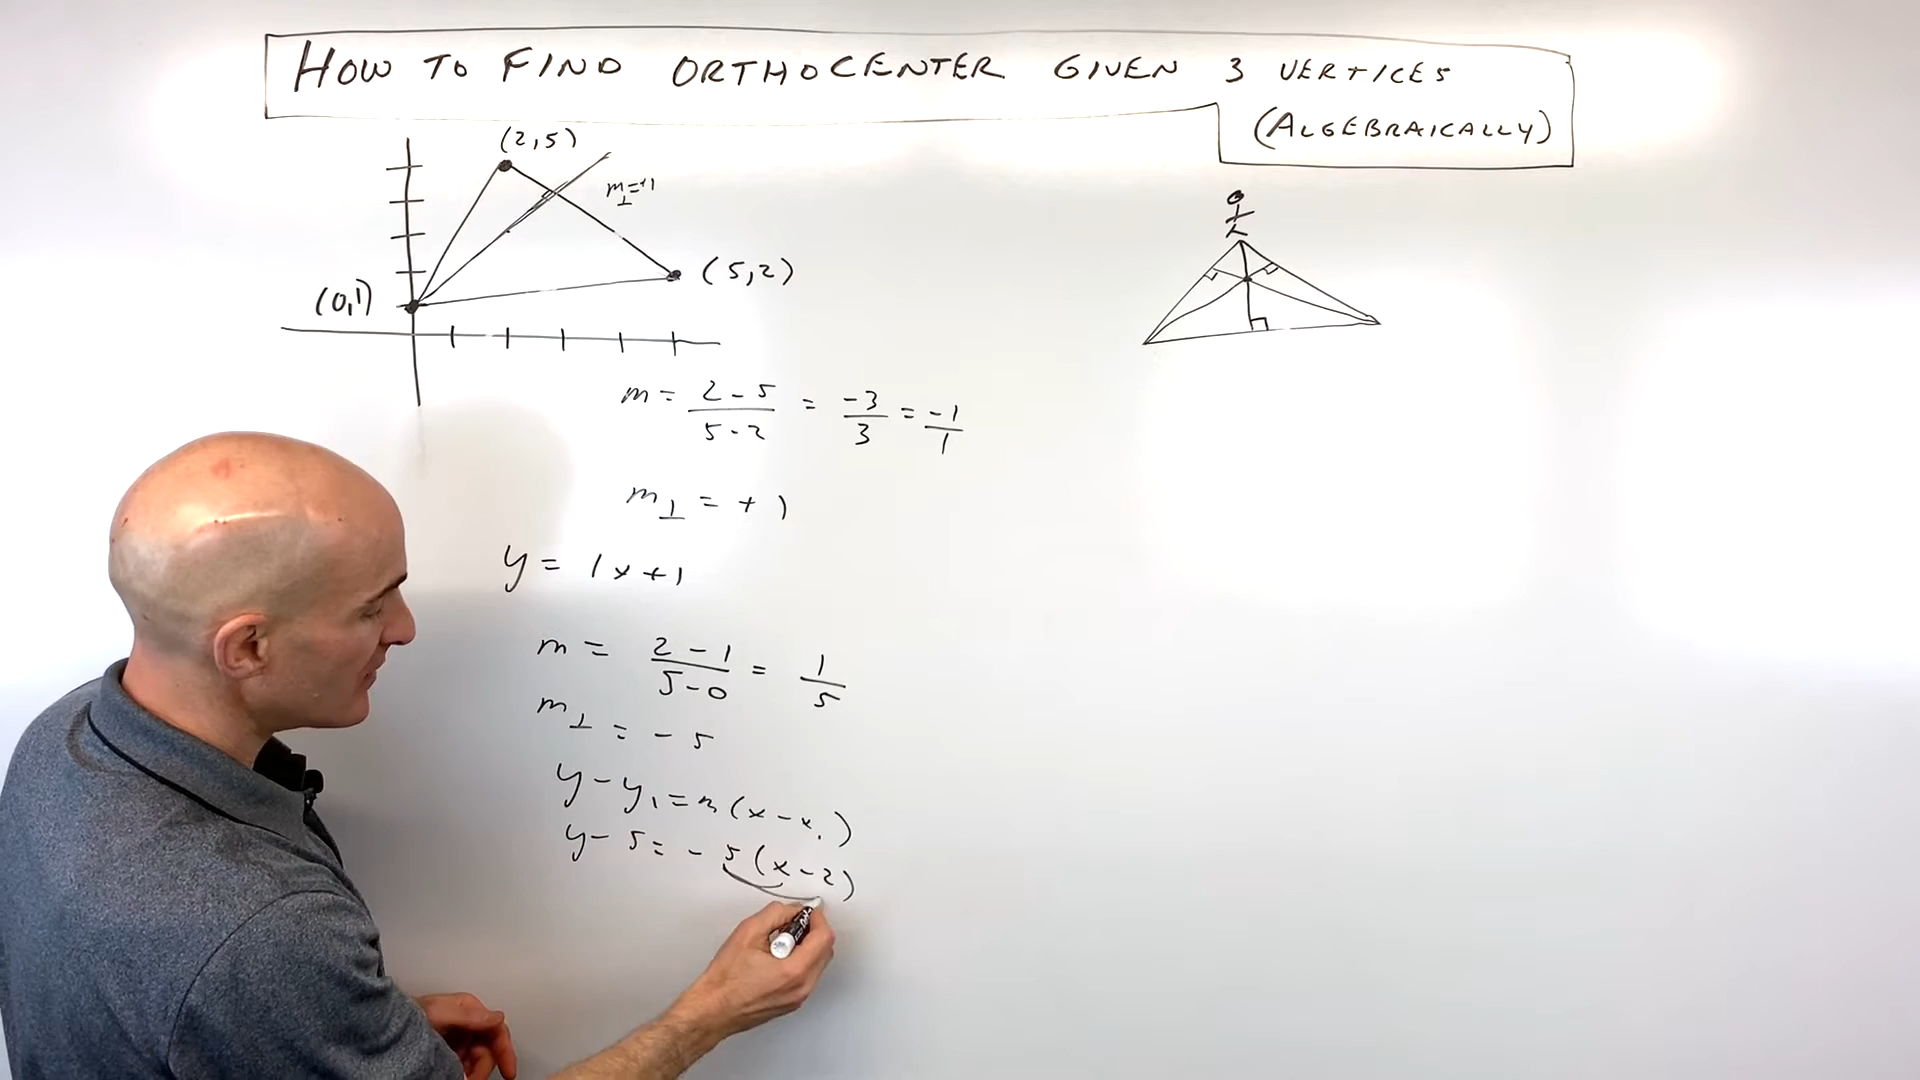 HOW TO FIND ORTHOCENTER GIVEN 3 VERTICES
(ALGEBRAICALLY)
(2,5)
m⊥=+1
(5,2)
(0,1)
m = 2-5/5-2 = -3/3 = -1/1
m⊥ = +1
y = 1x+1
m = 2-1/5-0 = 1/5
m⊥ = -5
y-y₁=m(x-x₁)
y-5=-5(x-2)